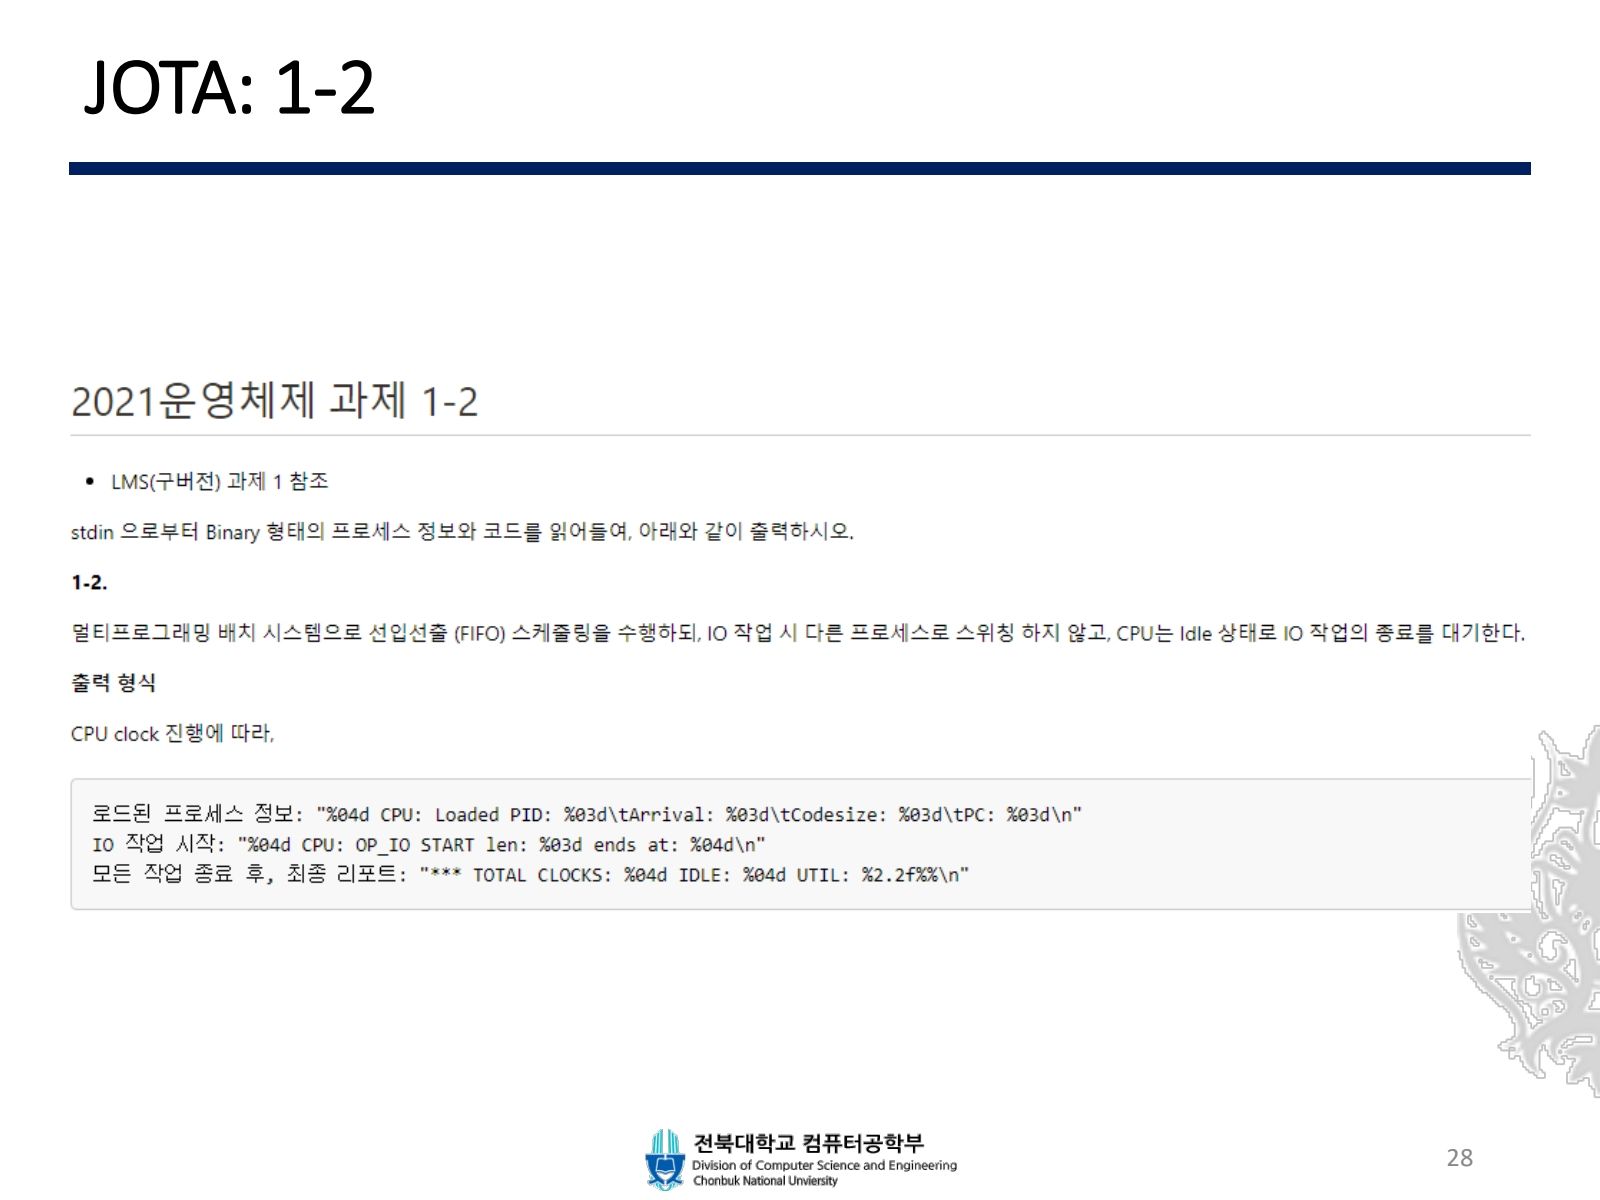 JOTA: 1-2
2021운영체제 과제 1-2
• LMS(구버전) 과제 1 참조
stdin 으로부터 Binary 형태의 프로세스 정보와 코드를 읽어들여, 아래와 같이 출력하시오.
1-2.
멀티프로그래밍 배치 시스템으로 선입선출 (FIFO) 스케줄링을 수행하되, IO 작업 시 다른 프로세스로 스위칭 하지 않고, CPU는 Idle 상태로 IO 작업의 종료를 대기한다.
출력 형식
CPU clock 진행에 따라,
로드된 프로세스 정보: "%04d CPU: Loaded PID: %03d\tArrival: %03d\tCodesize: %03d\tPC: %03d\n"
IO 작업 시작: "%04d CPU: OP_IO START len: %03d ends at: %04d\n"
모든 작업 종료 후, 최종 리포트: "*** TOTAL CLOCKS: %04d IDLE: %04d UTIL: %2.2f%%\n"
전북대학교 컴퓨터공학부
Division of Computer Science and Engineering
Chonbuk National Unviersity
28